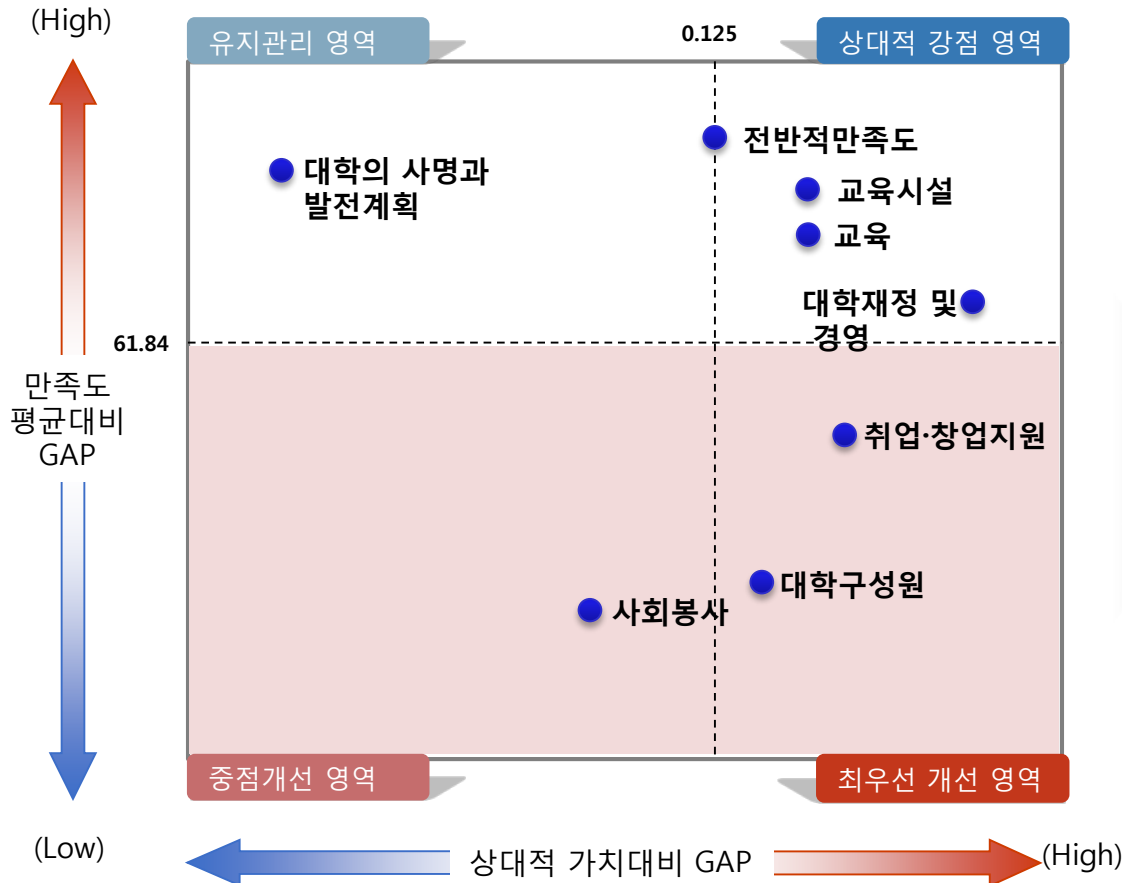 (High)
유지관리 영역
0.125
상대적 강점 영역
전반적만족도
대학의 사명과
발전계획
교육시설
교육
대학재정 및
경영
61.84
만족도
평균대비
GAP
취업·창업지원
대학구성원
사회봉사
중점개선 영역
최우선 개선 영역
(Low)
상대적 가치대비 GAP
(High)